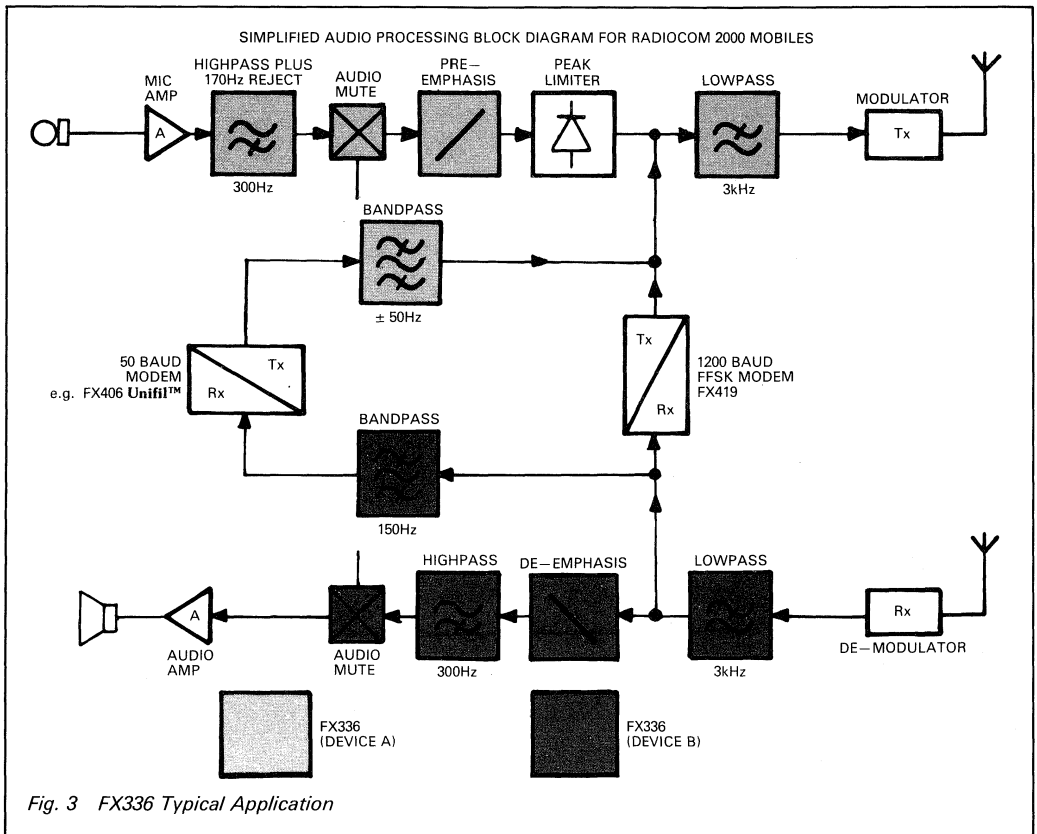 SIMPLIFIED AUDIO PROCESSING BLOCK DIAGRAM FOR RADIOCOM 2000 MOBILES
MIC
AMP
A
HIGHPASS PLUS
170Hz REJECT
300Hz
AUDIO
MUTE
PRE—
EMPHASIS
PEAK
LIMITER
LOWPASS
3kHz
MODULATOR
Tx
BANDPASS
± 50Hz
50 BAUD
MODEM
e.g. FX406 Unifil™
Tx
Rx
Tx
Rx
1200 BAUD
FFSK MODEM
FX419
BANDPASS
150Hz
A
AUDIO
AMP
AUDIO
MUTE
HIGHPASS
300Hz
DE—EMPHASIS
LOWPASS
3kHz
Rx
DE—MODULATOR
FX336
(DEVICE A)
FX336
(DEVICE B)
Fig. 3 FX336 Typical Application